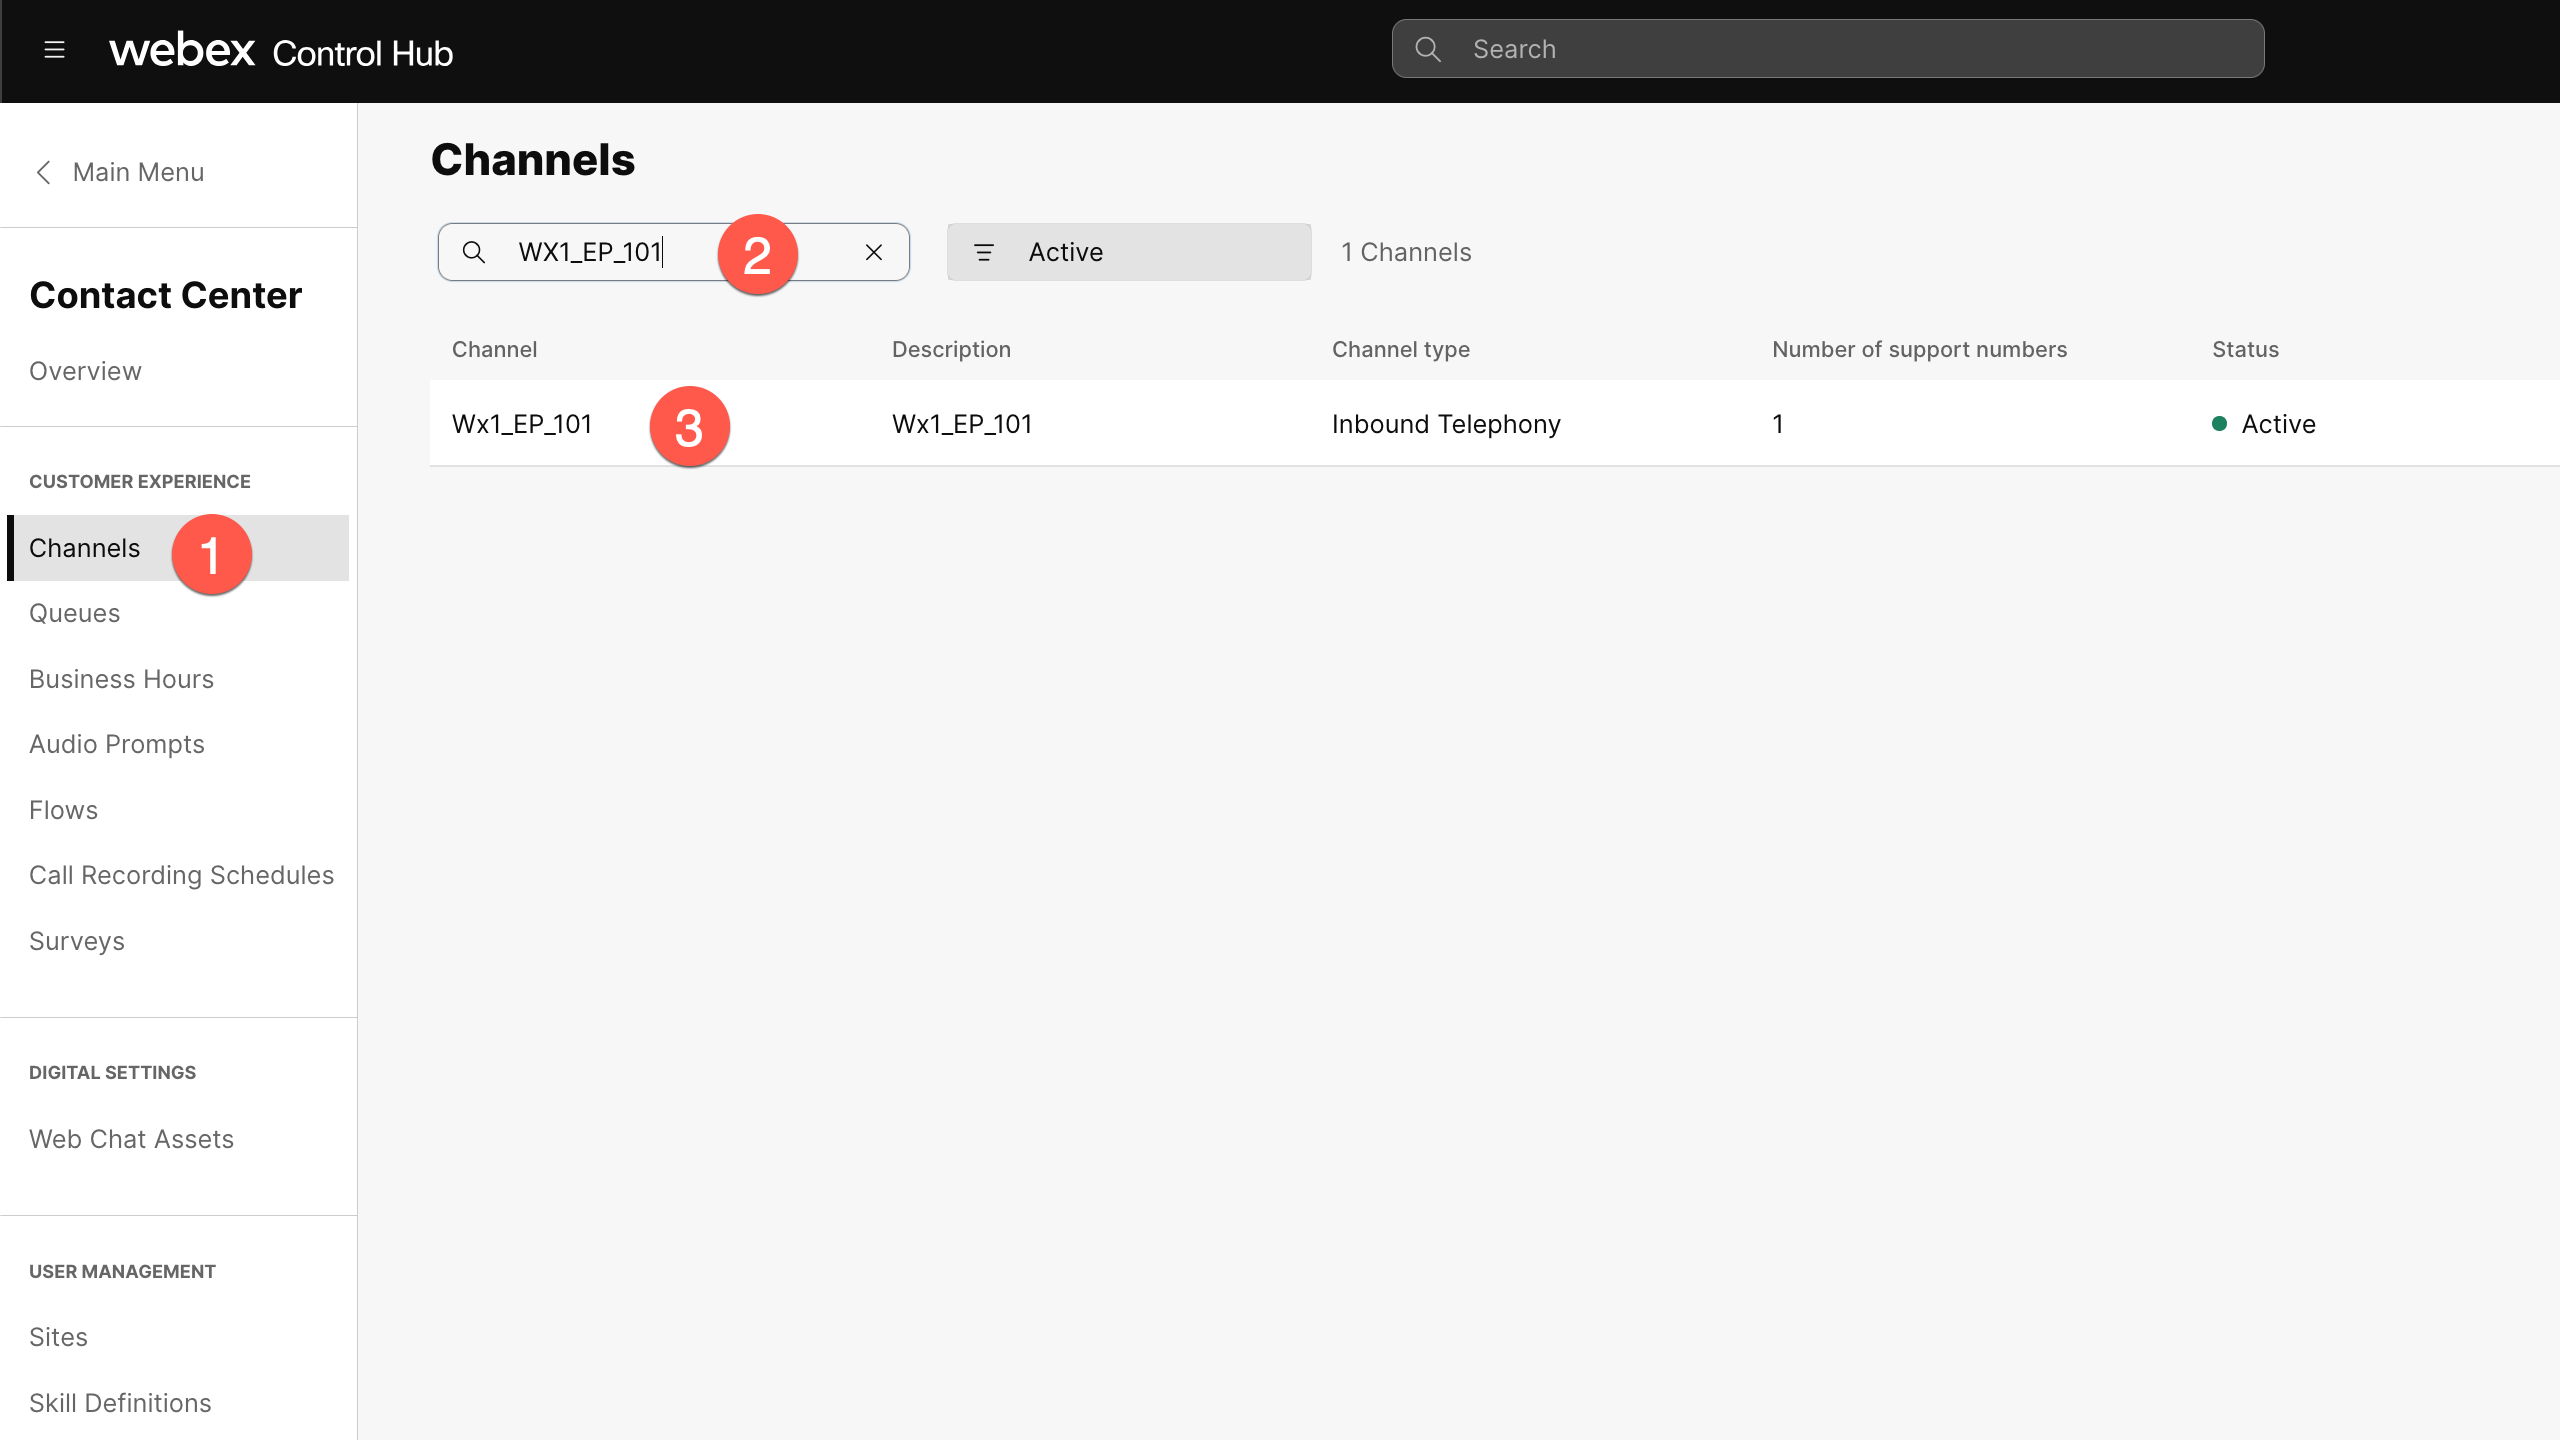 webex Control Hub
Search
Main Menu
Contact Center
Overview
CUSTOMER EXPERIENCE
Channels
1
Queues
Business Hours
Audio Prompts
Flows
Call Recording Schedules
Surveys
DIGITAL SETTINGS
Web Chat Assets
USER MANAGEMENT
Sites
Skill Definitions
Channels
WX1_EP_101 2 Active 1 Channels
Channel Description Channel type Number of support numbers Status
Wx1_EP_101 3 Wx1_EP_101 Inbound Telephony 1 Active